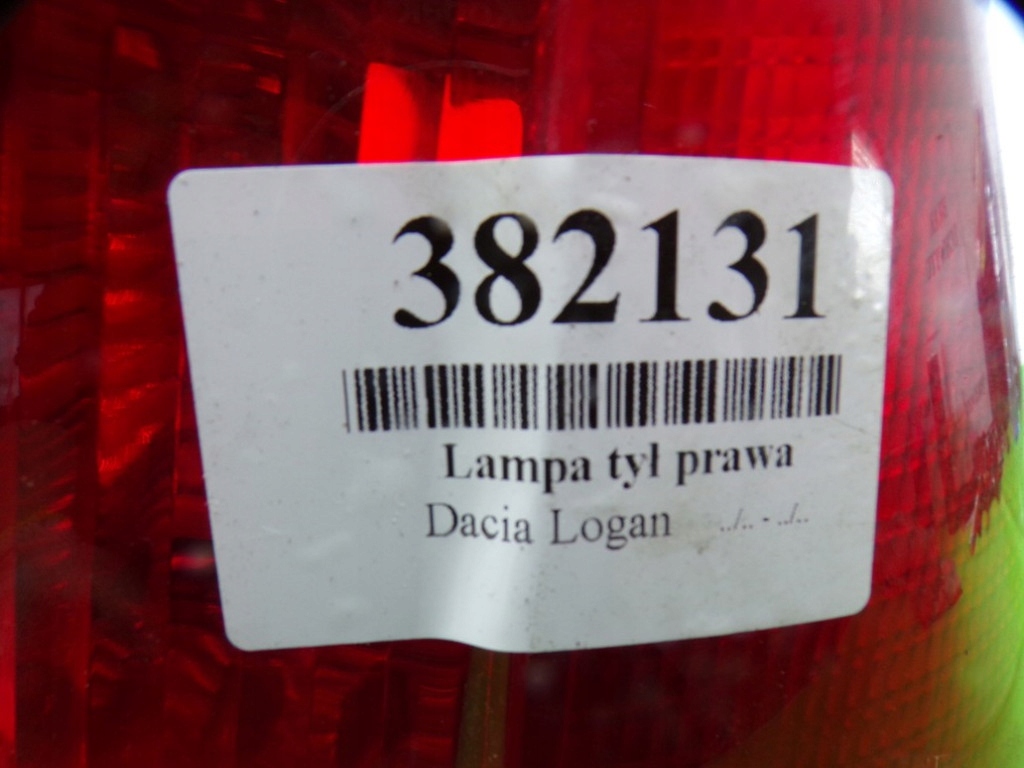 382131
Lampa tył prawa
Dacia Logan ../.. - ../..